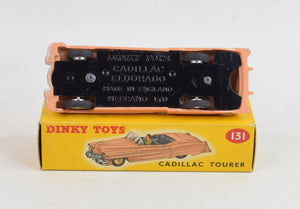 DINKY TOYS
CADILLAC
ELDORADO
MADE IN ENGLAND
MECCANO LTD
DINKY TOYS
131
CADILLAC TOURER